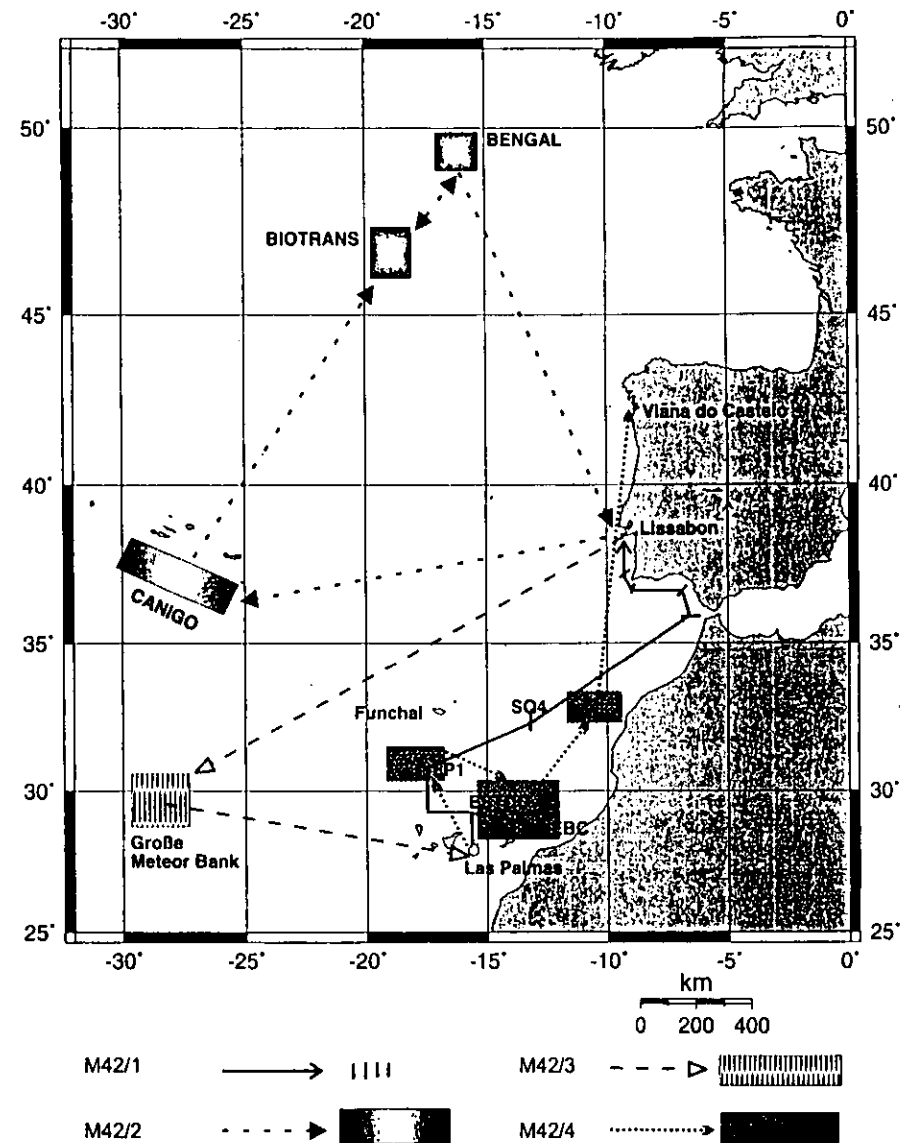 -30° -25° -20° -15° -10° -5° 0°
50° 50°
BENGAL
BIOTRANS
45° 45°
Viana do Castelo
40° 40°
Lissabon
CANIGO
35° 35°
SO4
Funchal
P1
30° 30°
EBC
Große
Meteor Bank
Las Palmas
25° 25°
-30° -25° -20° -15° -10° -5° 0°
km
0 200 400
M42/1 M42/3
M42/2 M42/4